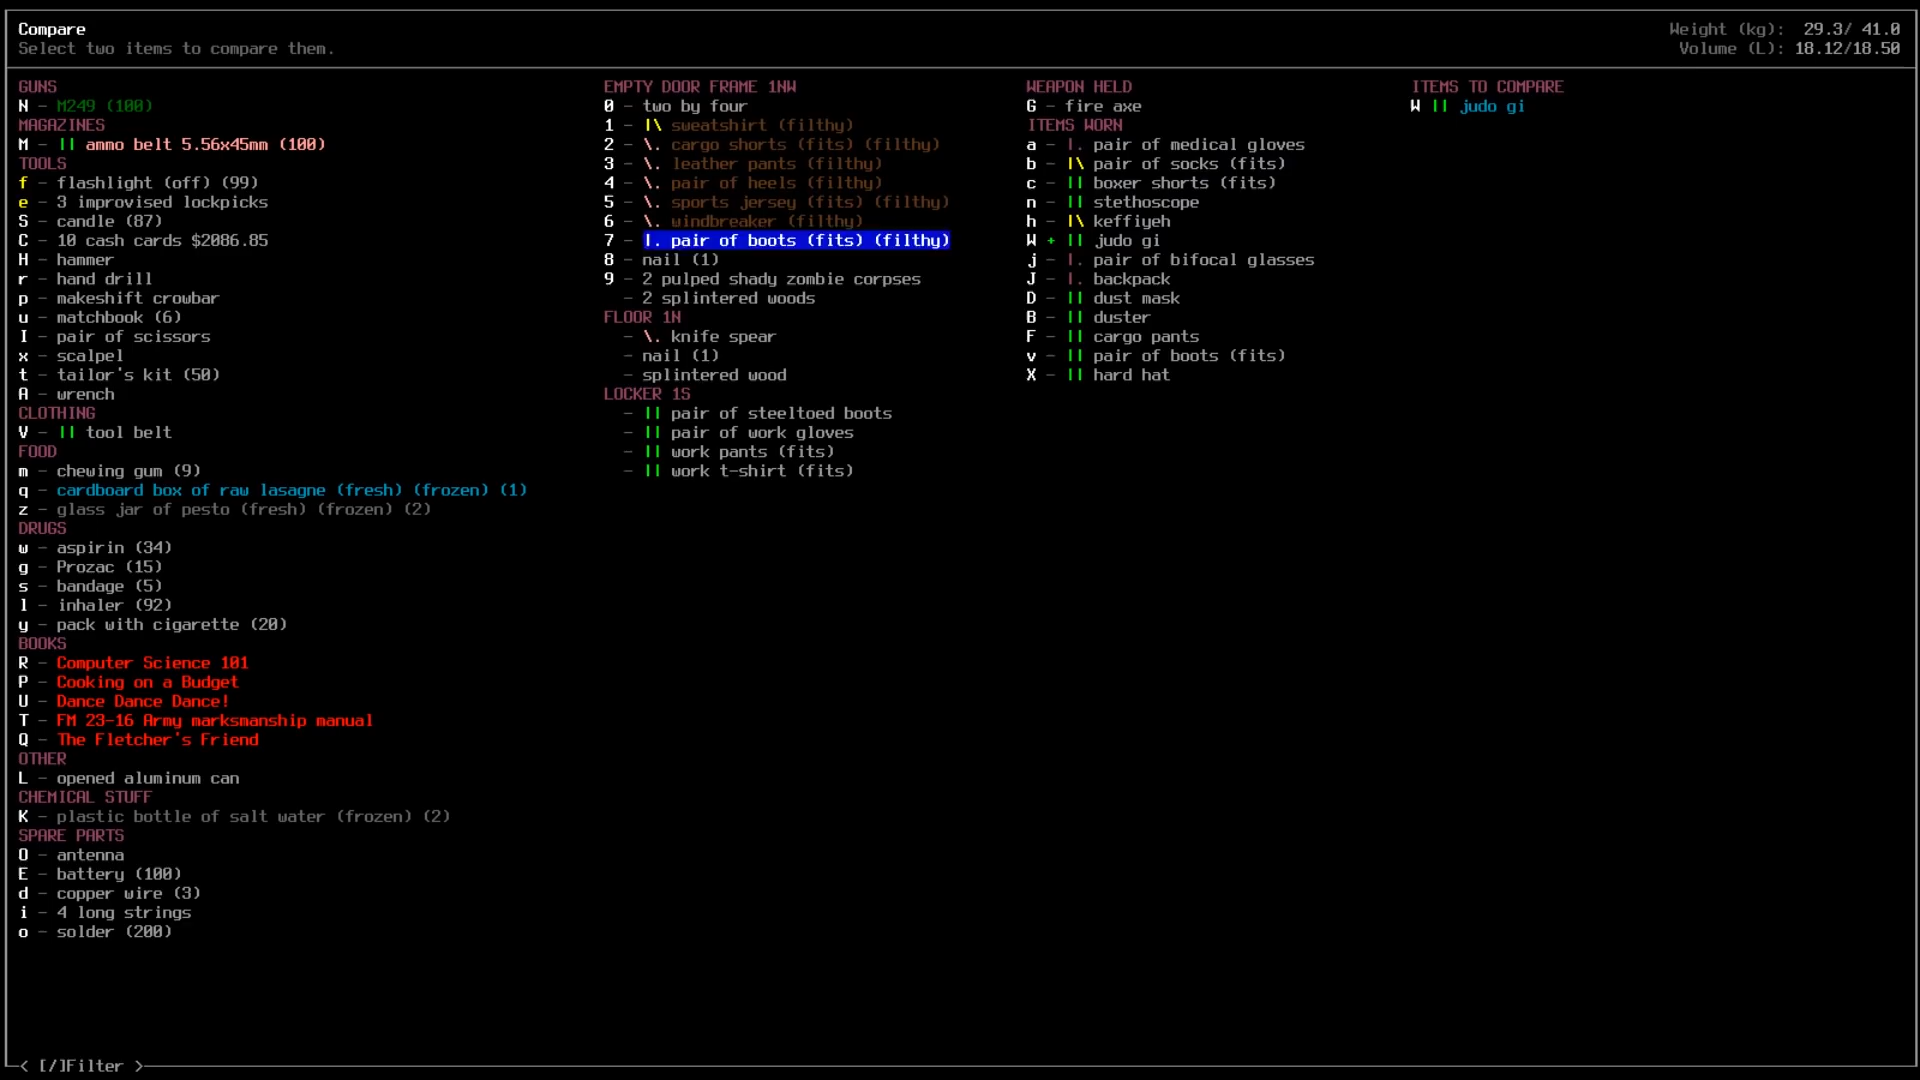 Compare
Select two items to compare them.
Weight (kg): 29.3/ 41.0
Volume (L): 18.12/18.50
GUNS
N - M249 (100)
MAGAZINES
M - || ammo belt 5.56x45mm (100)
TOOLS
f - flashlight (off) (99)
e - 3 improvised lockpicks
S - candle (87)
C - 10 cash cards $2086.85
H - hammer
r - hand drill
p - makeshift crowbar
u - matchbook (6)
I - pair of scissors
x - scalpel
t - tailor's kit (50)
A - wrench
CLOTHING
V - || tool belt
FOOD
m - chewing gum (9)
q - cardboard box of raw lasagne (fresh) (frozen) (1)
z - glass jar of pesto (fresh) (frozen) (2)
DRUGS
w - aspirin (34)
g - Prozac (15)
s - bandage (5)
l - inhaler (92)
y - pack with cigarette (20)
BOOKS
R - Computer Science 101
P - Cooking on a Budget
U - Dance Dance Dance!
T - FM 23-16 Army marksmanship manual
Q - The Fletcher's Friend
OTHER
L - opened aluminum can
CHEMICAL STUFF
K - plastic bottle of salt water (frozen) (2)
SPARE PARTS
O - antenna
E - battery (100)
d - copper wire (3)
i - 4 long strings
o - solder (200)
EMPTY DOOR FRAME 1NW
0 - two by four
1 - |\ sweatshirt (filthy)
2 - \. cargo shorts (fits) (filthy)
3 - \. leather pants (filthy)
4 - \. pair of heels (filthy)
5 - \. sports jersey (fits) (filthy)
6 - \. windbreaker (filthy)
7 - |. pair of boots (fits) (filthy)
8 - nail (1)
9 - 2 pulped shady zombie corpses
- 2 splintered woods
FLOOR 1N
- \. knife spear
- nail (1)
- splintered wood
LOCKER 1S
- || pair of steeltoed boots
- || pair of work gloves
- || work pants (fits)
- || work t-shirt (fits)
WEAPON HELD
G - fire axe
ITEMS WORN
a - |. pair of medical gloves
b - |\ pair of socks (fits)
c - || boxer shorts (fits)
n - || stethoscope
h - |\ keffiyeh
W + || judo gi
j - |. pair of bifocal glasses
J - |. backpack
D - || dust mask
B - || duster
F - || cargo pants
v - || pair of boots (fits)
X - || hard hat
ITEMS TO COMPARE
W || judo gi
< [/]Filter >